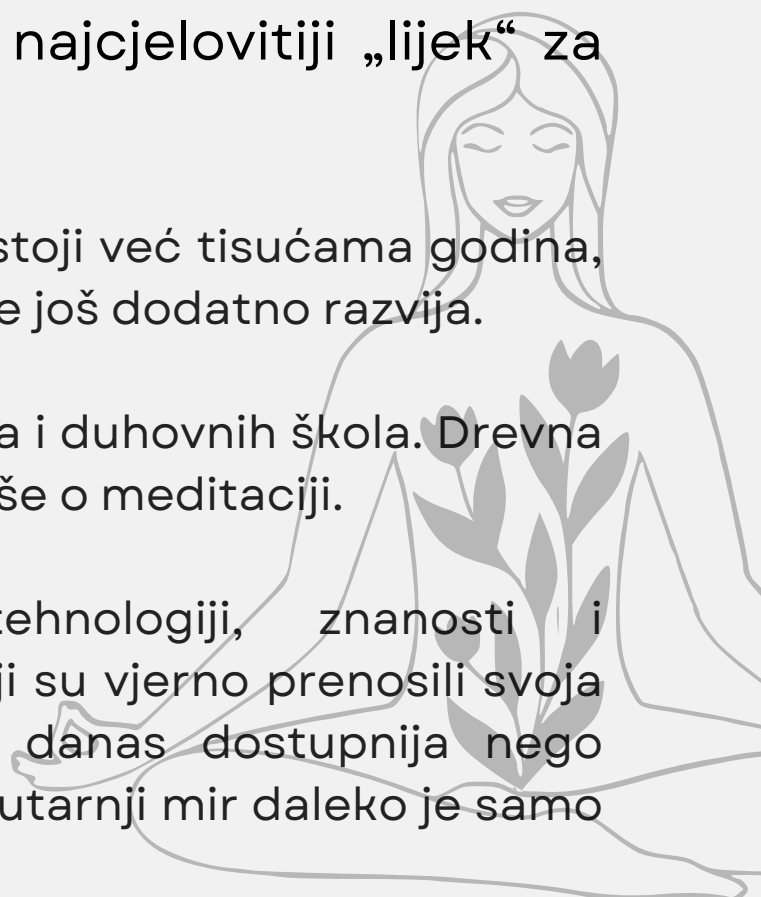 najcjelovitiji „lijek“ za
stoji već tisućama godina,
e još dodatno razvija.
a i duhovnih škola. Drevna
še o meditaciji.
tehnologiji, znanosti i
ji su vjerno prenosili svoja
danas dostupnija nego
utarnji mir daleko je samo